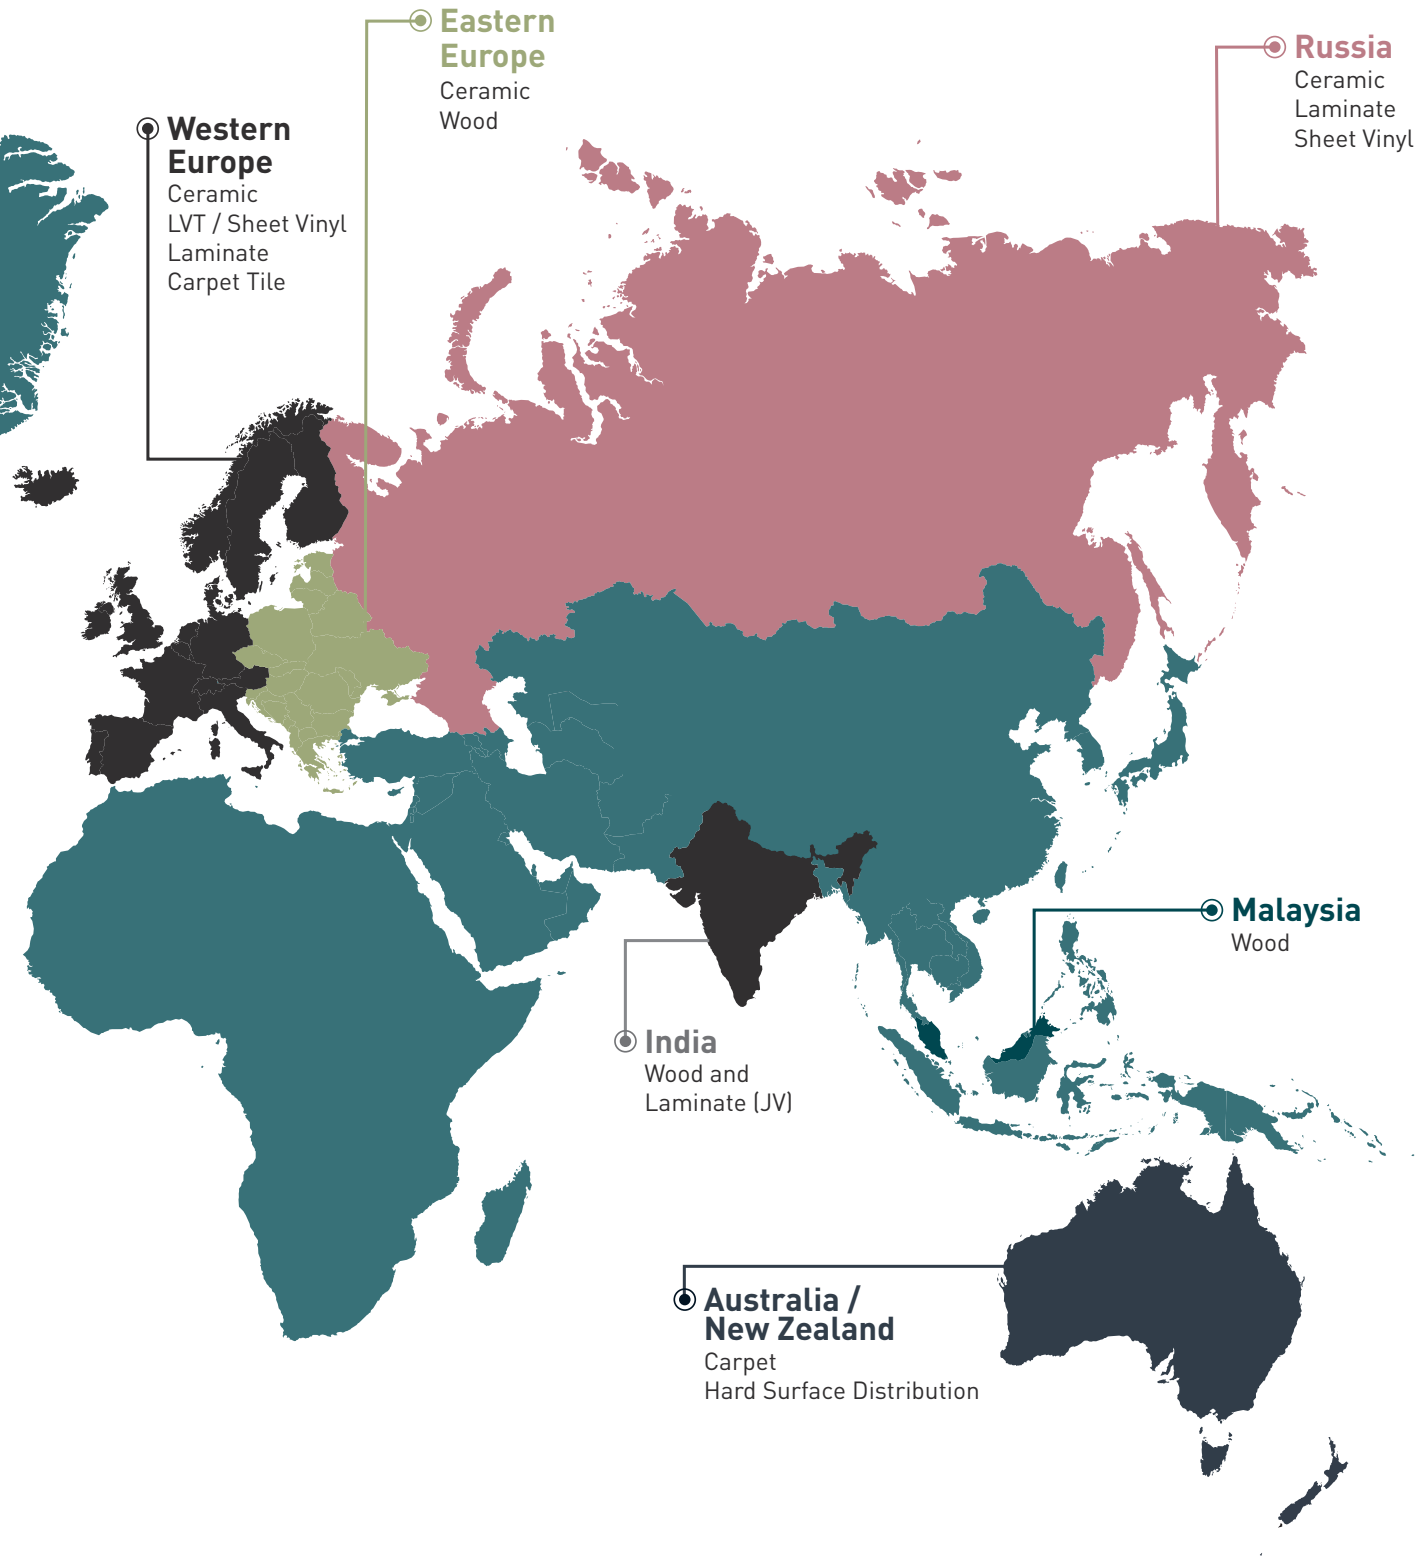 Eastern
Europe
Ceramic
Wood
Russia
Ceramic
Laminate
Sheet Vinyl
Western
Europe
Ceramic
LVT / Sheet Vinyl
Laminate
Carpet Tile
Malaysia
Wood
India
Wood and
Laminate (JV)
Australia /
New Zealand
Carpet
Hard Surface Distribution